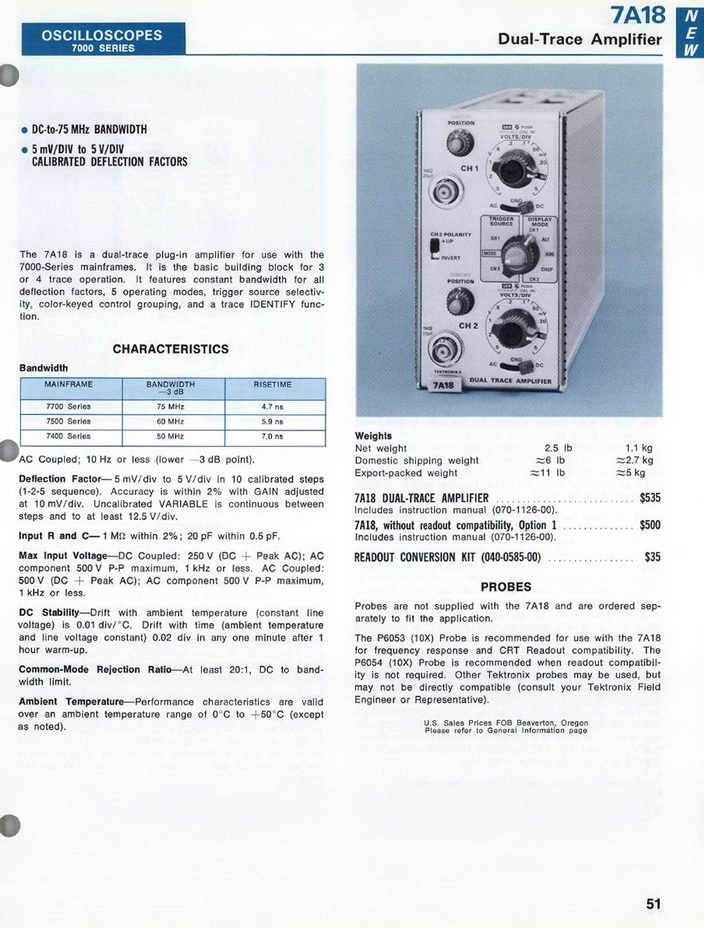 7A18
NEW
OSCILLOSCOPES
7000 SERIES
Dual-Trace Amplifier
• DC-to-75 MHz BANDWIDTH
• 5 mV/DIV to 5 V/DIV
CALIBRATED DEFLECTION FACTORS
The 7A18 is a dual-trace plug-in amplifier for use with the
7000-Series mainframes. It is the basic building block for 3
or 4 trace operation. It features constant bandwidth for all
deflection factors, 5 operating modes, trigger source selectiv-
ity, color-keyed control grouping, and a trace IDENTIFY func-
tion.
CHARACTERISTICS
Bandwidth
MAINFRAME BANDWIDTH RISETIME
—3 dB
7700 Series 75 MHz 4.7 ns
7500 Series 60 MHz 5.9 ns
7400 Series 50 MHz 7.0 ns
AC Coupled; 10 Hz or less (lower —3 dB point).
Deflection Factor—5 mV/div to 5 V/div in 10 calibrated steps
(1-2-5 sequence). Accuracy is within 2% with GAIN adjusted
at 10 mV/div. Uncalibrated VARIABLE is continuous between
steps and to at least 12.5 V/div.
Input R and C—1 MΩ within 2%; 20 pF within 0.5 pF.
Max Input Voltage—DC Coupled: 250 V (DC + Peak AC); AC
component 500 V P-P maximum, 1 kHz or less. AC Coupled:
500 V (DC + Peak AC); AC component 500 V P-P maximum,
1 kHz or less.
DC Stability—Drift with ambient temperature (constant line
voltage) is 0.01 div/°C. Drift with time (ambient temperature
and line voltage constant) 0.02 div in any one minute after 1
hour warm-up.
Common-Mode Rejection Ratio—At least 20:1, DC to band-
width limit.
Ambient Temperature—Performance characteristics are valid
over an ambient temperature range of 0°C to +50°C (except
as noted).
POSITION
VOLTS/DIV
CH 1
AC GND DC
TRIGGER SOURCE
DISPLAY MODE
CH 1
CH 1
ALT
MODE
ADD
CH 2
CHOP
CH 2
CH 2 POLARITY
+ UP
INVERT
POSITION
VOLTS/DIV
CH 2
AC GND DC
TEKTRONIX
7A18
DUAL TRACE AMPLIFIER
Weights
Net weight 2.5 lb 1.1 kg
Domestic shipping weight ≈6 lb ≈2.7 kg
Export-packed weight ≈11 lb ≈5 kg
7A18 DUAL-TRACE AMPLIFIER .......................... $535
Includes instruction manual (070-1126-00).
7A18, without readout compatibility, Option 1 ............. $500
Includes instruction manual (070-1126-00).
READOUT CONVERSION KIT (040-0585-00) ................ $35
PROBES
Probes are not supplied with the 7A18 and are ordered sep-
arately to fit the application.
The P6053 (10X) Probe is recommended for use with the 7A18
for frequency response and CRT Readout compatibility. The
P6054 (10X) Probe is recommended when readout compatibil-
ity is not required. Other Tektronix probes may be used, but
may not be directly compatible (consult your Tektronix Field
Engineer or Representative).
U.S. Sales Prices FOB Beaverton, Oregon
Please refer to General Information page
51